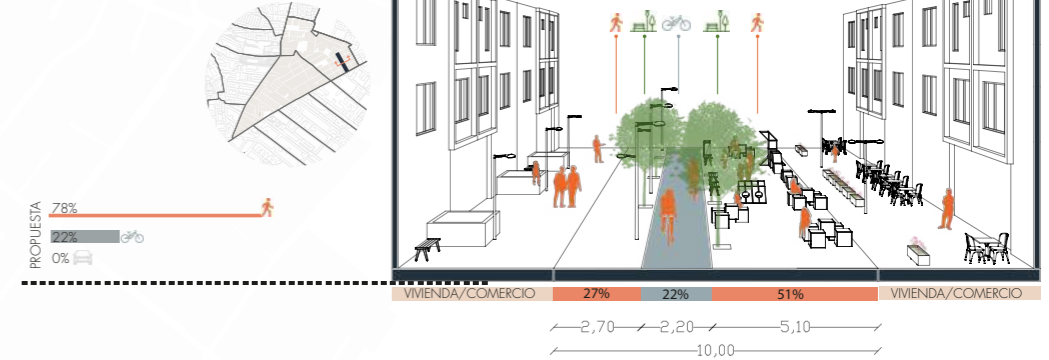 PROPUESTA
78%
22%
0%
VIVIENDA/COMERCIO 27% 22% 51% VIVIENDA/COMERCIO
2,70 2,20 5,10
10,00